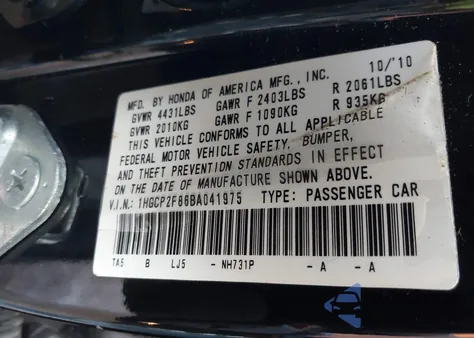 MFD. BY HONDA OF AMERICA MFG., INC. 10/'10
GVWR 4431LBS GAWR F 2403LBS R 2061LBS
GVWR 2010KG GAWR F 1090KG R 935KG
THIS VEHICLE CONFORMS TO ALL APPLICABLE
FEDERAL MOTOR VEHICLE SAFETY, BUMPER,
AND THEFT PREVENTION STANDARDS IN EFFECT
ON THE DATE OF MANUFACTURE SHOWN ABOVE.
V.I.N.: 1HGCP2F86BA041975 TYPE: PASSENGER CAR
TA5 B LJ5 - NH731P - A - A